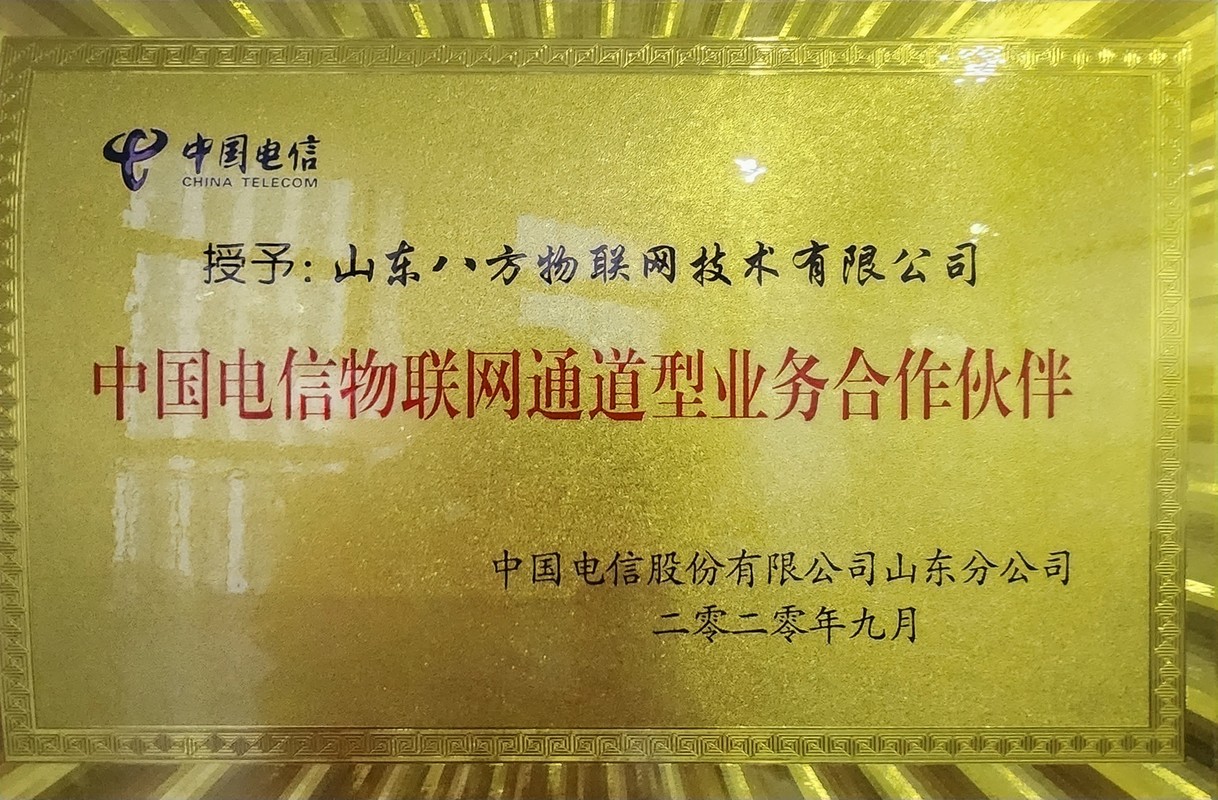 中国电信
CHINA TELECOM
授予：山东八方物联网技术有限公司
中国电信物联网通道型业务合作伙伴
中国电信股份有限公司山东分公司
二零二零年九月